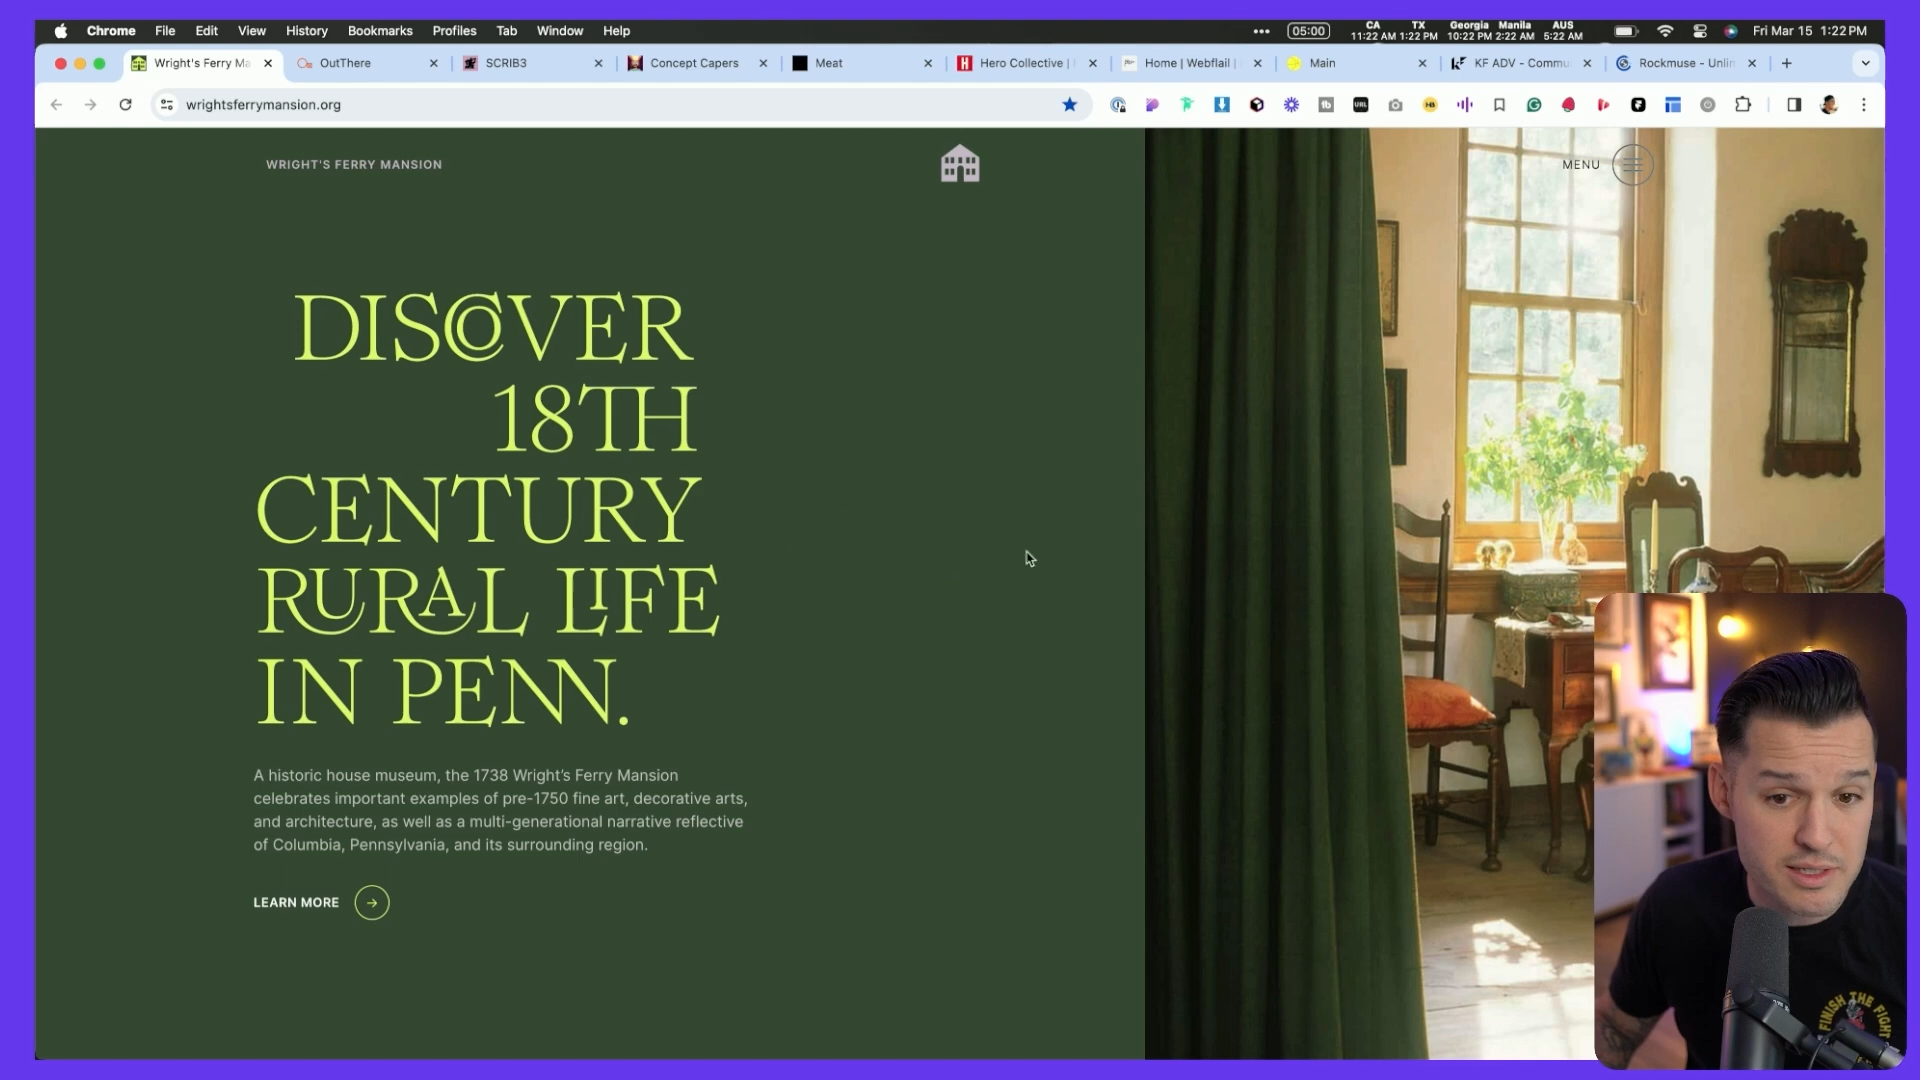 Chrome File Edit View History Bookmarks Profiles Tab Window Help
05:00
CA TX Georgia Manila AUS
11:22 AM 1:22 PM 10:22 PM 2:22 AM 5:22 AM
Fri Mar 15 1:22 PM
Wright's Ferry Ma
OutThere
SCRIB3
Concept Capers
Meat
Hero Collective |
Home | Webflail |
Main
KF ADV - Commu
Rockmuse - Unlin
wrightsferrymansion.org
WRIGHT'S FERRY MANSION
MENU
DISCOVER
18TH
CENTURY
RURAL LIFE
IN PENN.
A historic house museum, the 1738 Wright’s Ferry Mansion
celebrates important examples of pre-1750 fine art, decorative arts,
and architecture, as well as a multi-generational narrative reflective
of Columbia, Pennsylvania, and its surrounding region.
LEARN MORE
FINISH THE FIGHT